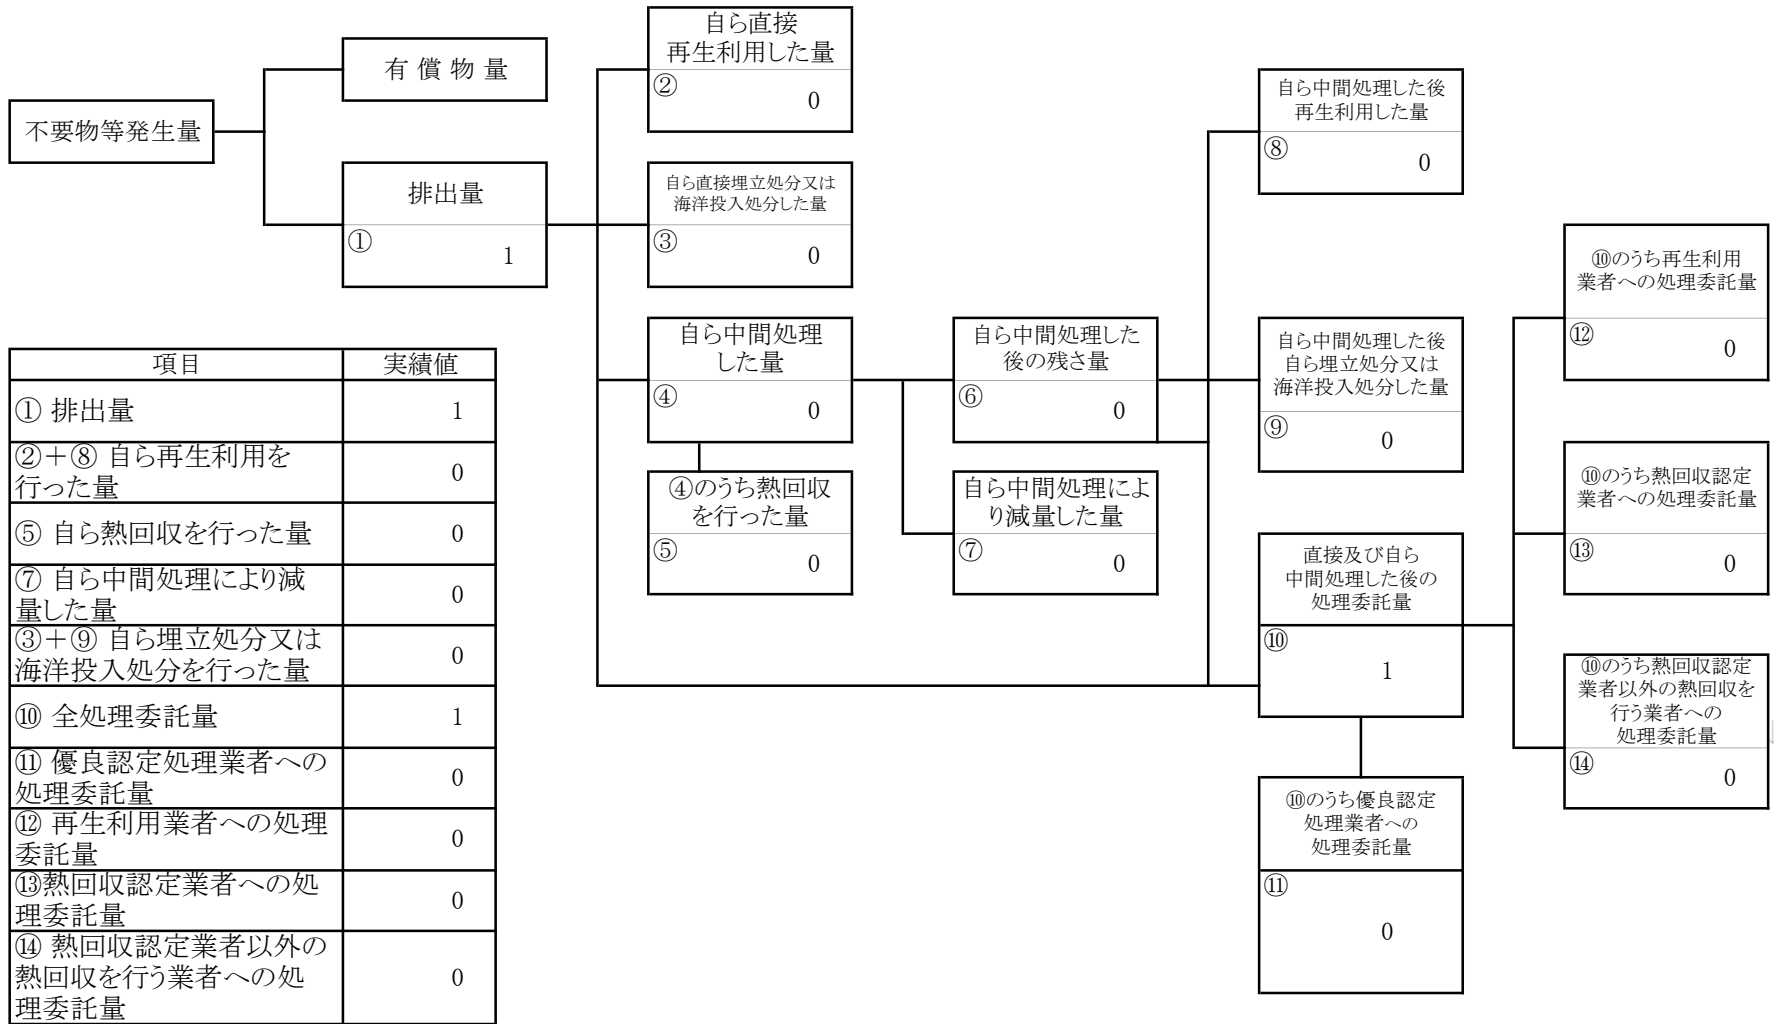 不要物等発生量
有 償 物 量
排出量
①
1
自ら直接
再生利用した量
②
0
自ら直接埋立処分又は
海洋投入処分した量
③
0
自ら中間処理
した量
④
0
④のうち熱回収
を行った量
⑤
0
自ら中間処理した
後の残さ量
⑥
0
自ら中間処理によ
り減量した量
⑦
0
自ら中間処理した後
再生利用した量
⑧
0
自ら中間処理した後
自ら埋立処分又は
海洋投入処分した量
⑨
0
直接及び自ら
中間処理した後の
処理委託量
⑩
1
⑩のうち優良認定
処理業者への
処理委託量
⑪
0
⑩のうち再生利用
業者への処理委託量
⑫
0
⑩のうち熱回収認定
業者への処理委託量
⑬
0
⑩のうち熱回収認定
業者以外の熱回収を
行う業者への
処理委託量
⑭
0
項目 実績値
① 排出量 1
②＋⑧ 自ら再生利用を
行った量 0
⑤ 自ら熱回収を行った量 0
⑦ 自ら中間処理により減
量した量 0
③＋⑨ 自ら埋立処分又は
海洋投入処分を行った量 0
⑩ 全処理委託量 1
⑪ 優良認定処理業者への
処理委託量 0
⑫ 再生利用業者への処理
委託量 0
⑬熱回収認定業者への処
理委託量 0
⑭ 熱回収認定業者以外の
熱回収を行う業者への処
理委託量 0